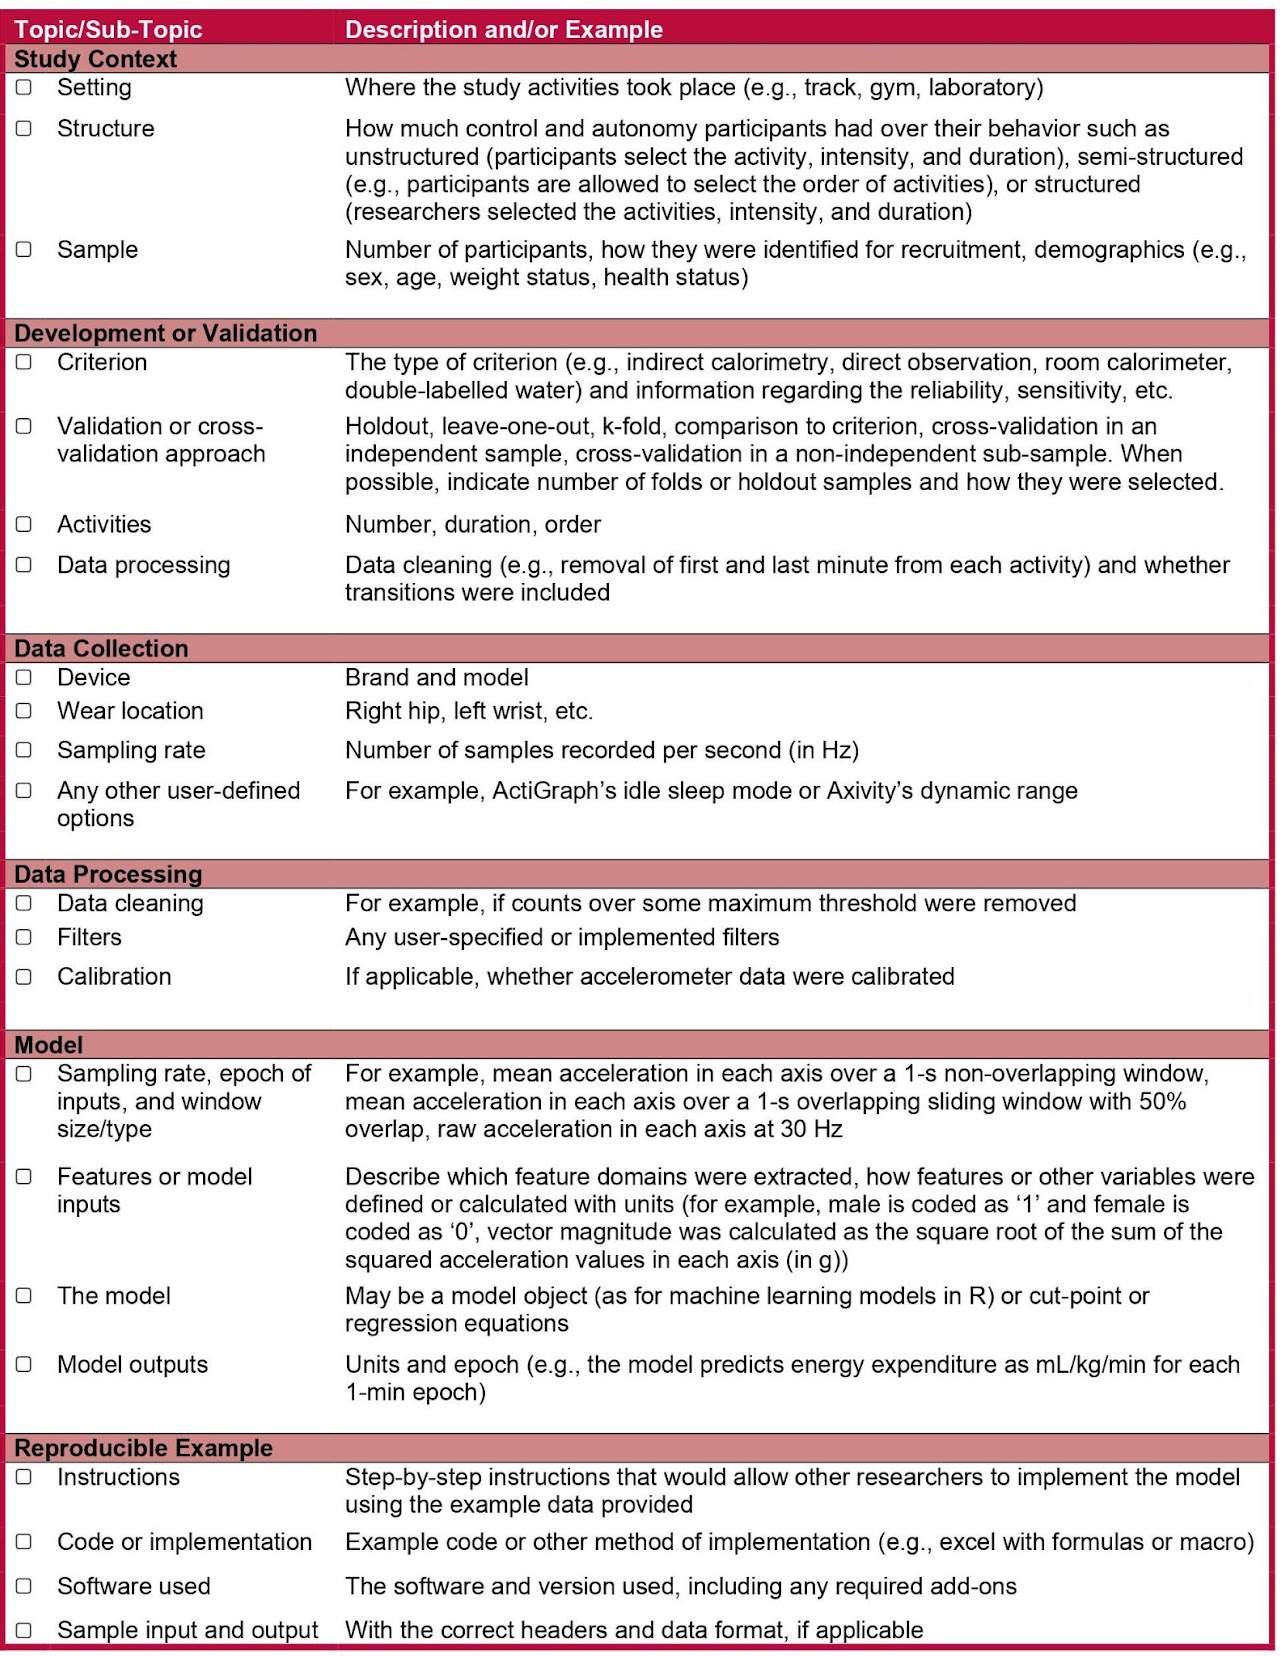 Topic/Sub-Topic Description and/or Example
Study Context
▢ Setting Where the study activities took place (e.g., track, gym, laboratory)
▢ Structure How much control and autonomy participants had over their behavior such as
unstructured (participants select the activity, intensity, and duration), semi-structured
(e.g., participants are allowed to select the order of activities), or structured
(researchers selected the activities, intensity, and duration)
▢ Sample Number of participants, how they were identified for recruitment, demographics (e.g.,
sex, age, weight status, health status)
Development or Validation
▢ Criterion The type of criterion (e.g., indirect calorimetry, direct observation, room calorimeter,
double-labelled water) and information regarding the reliability, sensitivity, etc.
▢ Validation or cross- Holdout, leave-one-out, k-fold, comparison to criterion, cross-validation in an
validation approach independent sample, cross-validation in a non-independent sub-sample. When
possible, indicate number of folds or holdout samples and how they were selected.
▢ Activities Number, duration, order
▢ Data processing Data cleaning (e.g., removal of first and last minute from each activity) and whether
transitions were included
Data Collection
▢ Device Brand and model
▢ Wear location Right hip, left wrist, etc.
▢ Sampling rate Number of samples recorded per second (in Hz)
▢ Any other user-defined For example, ActiGraph’s idle sleep mode or Axivity’s dynamic range
options
Data Processing
▢ Data cleaning For example, if counts over some maximum threshold were removed
▢ Filters Any user-specified or implemented filters
▢ Calibration If applicable, whether accelerometer data were calibrated
Model
▢ Sampling rate, epoch of For example, mean acceleration in each axis over a 1-s non-overlapping window,
inputs, and window mean acceleration in each axis over a 1-s overlapping sliding window with 50%
size/type overlap, raw acceleration in each axis at 30 Hz
▢ Features or model Describe which feature domains were extracted, how features or other variables were
inputs defined or calculated with units (for example, male is coded as ‘1’ and female is
coded as ‘0’, vector magnitude was calculated as the square root of the sum of the
squared acceleration values in each axis (in g))
▢ The model May be a model object (as for machine learning models in R) or cut-point or
regression equations
▢ Model outputs Units and epoch (e.g., the model predicts energy expenditure as mL/kg/min for each
1-min epoch)
Reproducible Example
▢ Instructions Step-by-step instructions that would allow other researchers to implement the model
using the example data provided
▢ Code or implementation Example code or other method of implementation (e.g., excel with formulas or macro)
▢ Software used The software and version used, including any required add-ons
▢ Sample input and output With the correct headers and data format, if applicable